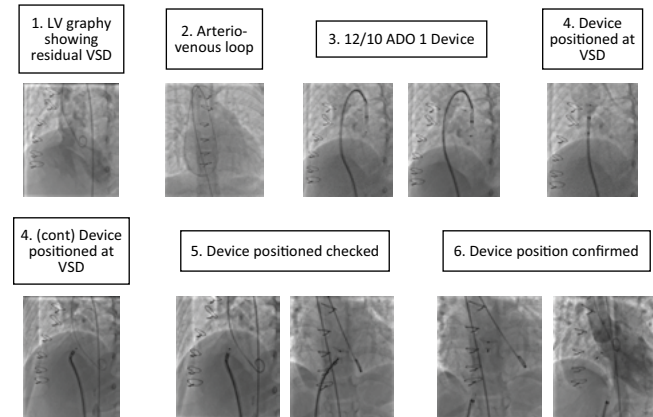 1. LV graphy
showing
residual VSD
2. Arterio-
venous loop
3. 12/10 ADO 1 Device
4. Device
positioned at
VSD
4. (cont) Device
positioned at
VSD
5. Device positioned checked
6. Device position confirmed